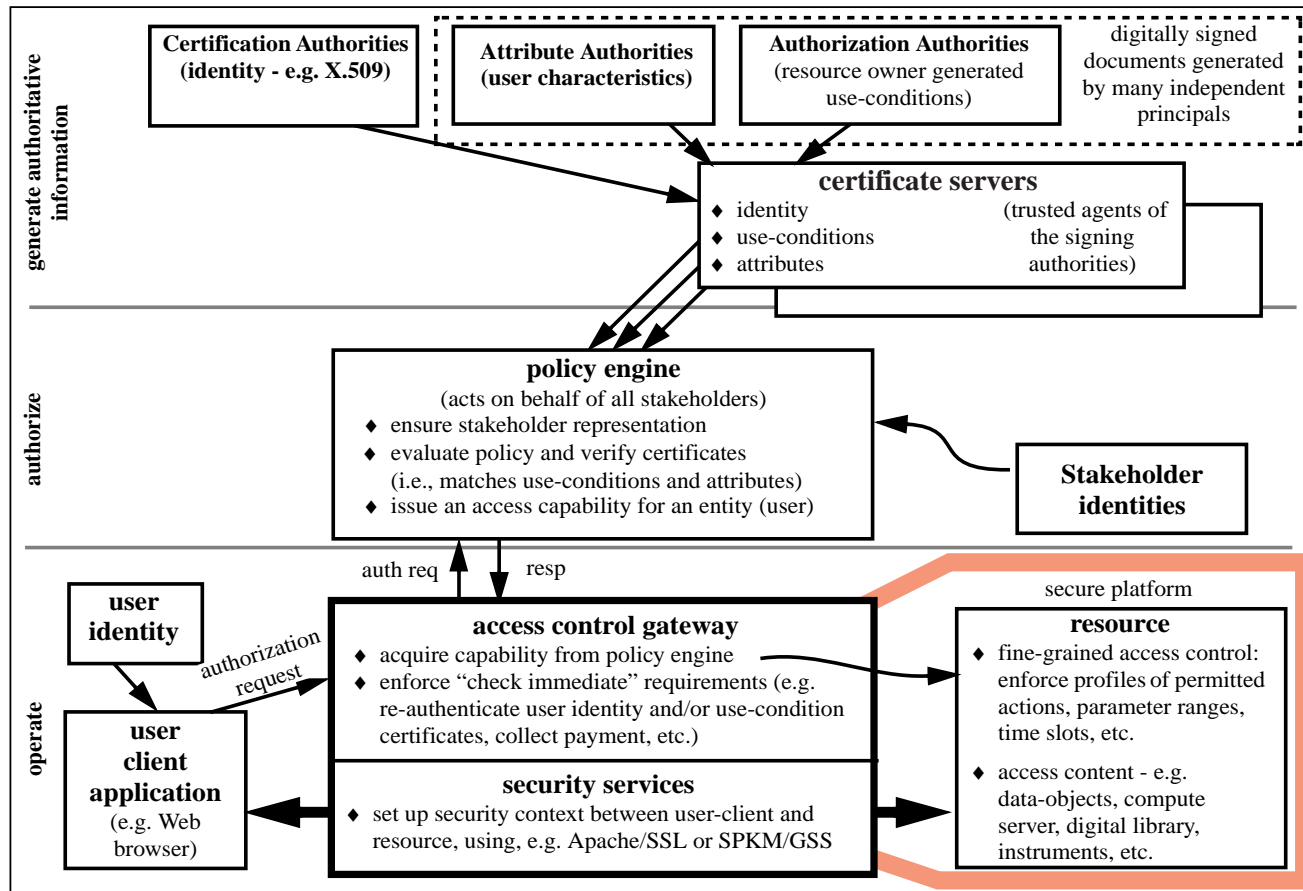 generate authoritative
information
Certification Authorities
(identity - e.g. X.509)
Attribute Authorities
(user characteristics)
Authorization Authorities
(resource owner generated
use-conditions)
digitally signed
documents generated
by many independent
principals
certificate servers
♦ identity
♦ use-conditions
♦ attributes
(trusted agents of
the signing
authorities)
authorize
policy engine
(acts on behalf of all stakeholders)
♦ ensure stakeholder representation
♦ evaluate policy and verify certificates
(i.e., matches use-conditions and attributes)
♦ issue an access capability for an entity (user)
Stakeholder
identities
operate
auth req
resp
user
identity
authorization
request
user
client
application
(e.g. Web
browser)
access control gateway
♦ acquire capability from policy engine
♦ enforce “check immediate” requirements (e.g.
re-authenticate user identity and/or use-condition
certificates, collect payment, etc.)
security services
♦ set up security context between user-client and
resource, using, e.g. Apache/SSL or SPKM/GSS
secure platform
resource
♦ fine-grained access control:
enforce profiles of permitted
actions, parameter ranges,
time slots, etc.
♦ access content - e.g.
data-objects, compute
server, digital library,
instruments, etc.